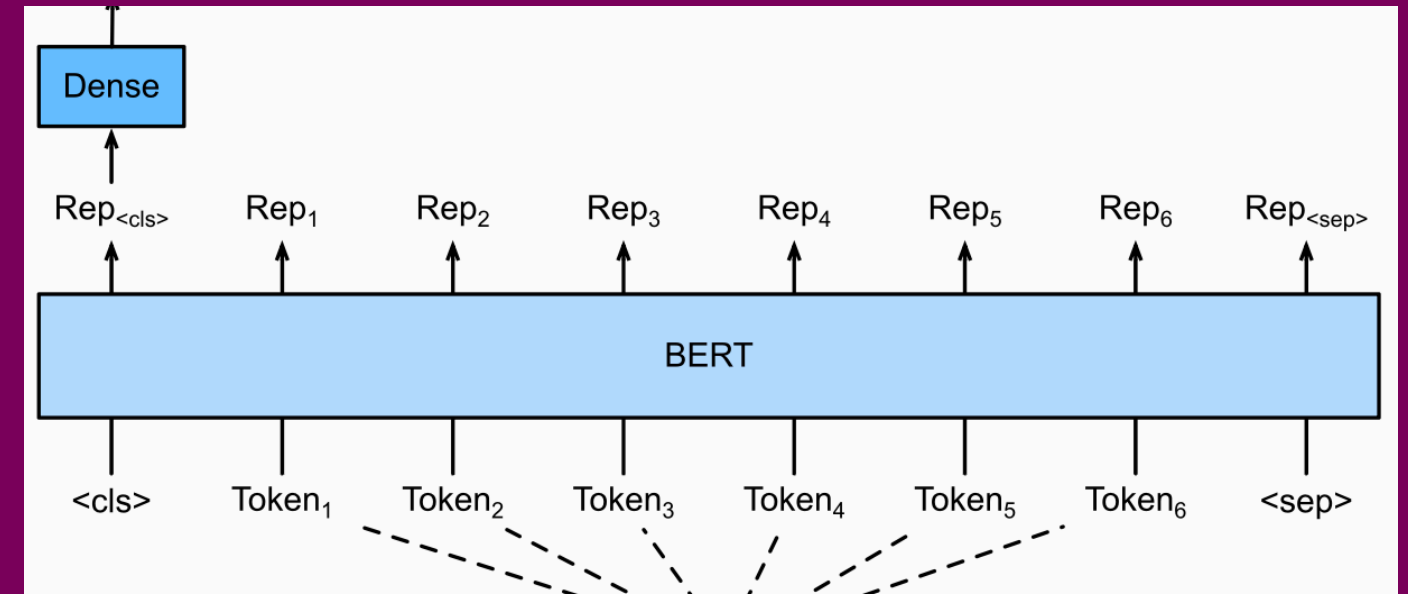 Dense
Rep<cls> Rep1 Rep2 Rep3 Rep4 Rep5 Rep6 Rep<sep>
BERT
<cls> Token1 Token2 Token3 Token4 Token5 Token6 <sep>